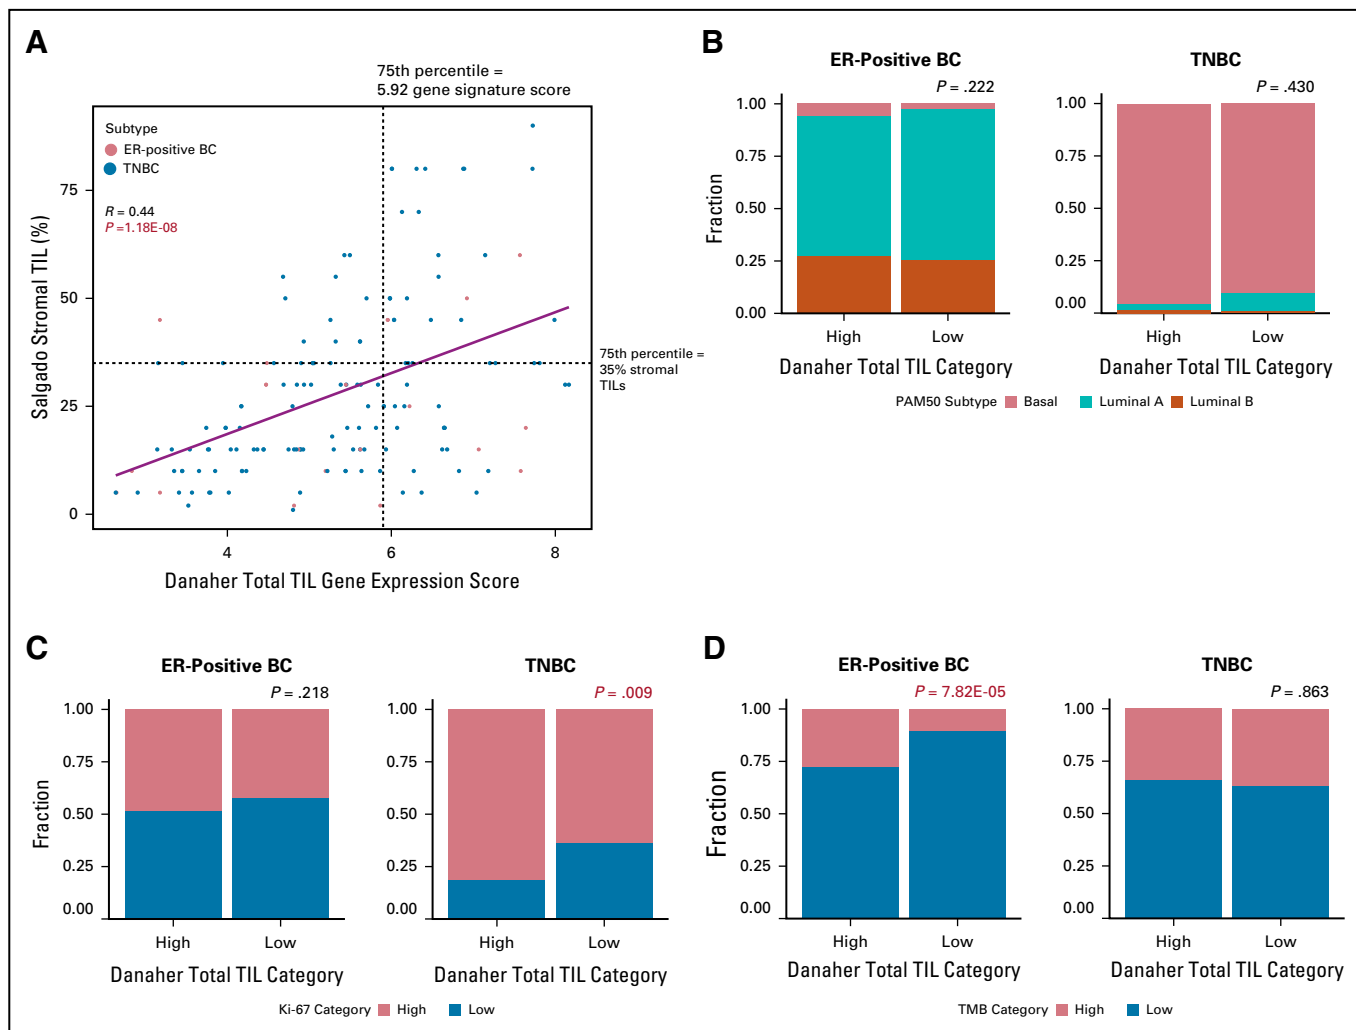 A
75th percentile =
5.92 gene signature score
Subtype
ER-positive BC
TNBC
R = 0.44
P =1.18E-08
75
50
25
0
4
6
8
Salgado Stromal TIL (%)
Danaher Total TIL Gene Expression Score
75th percentile =
35% stromal
TILs
B
ER-Positive BC
TNBC
P = .222
P = .430
1.00
0.75
0.50
0.25
0.00
Fraction
High
Low
Danaher Total TIL Category
1.00
0.75
0.50
0.25
0.00
High
Low
Danaher Total TIL Category
PAM50 Subtype
Basal
Luminal A
Luminal B
C
ER-Positive BC
TNBC
P = .218
P = .009
1.00
0.75
0.50
0.25
0.00
Fraction
High
Low
Danaher Total TIL Category
1.00
0.75
0.50
0.25
0.00
High
Low
Danaher Total TIL Category
Ki-67 Category
High
Low
D
ER-Positive BC
TNBC
P = 7.82E-05
P = .863
1.00
0.75
0.50
0.25
0.00
Fraction
High
Low
Danaher Total TIL Category
1.00
0.75
0.50
0.25
0.00
High
Low
Danaher Total TIL Category
TMB Category
High
Low